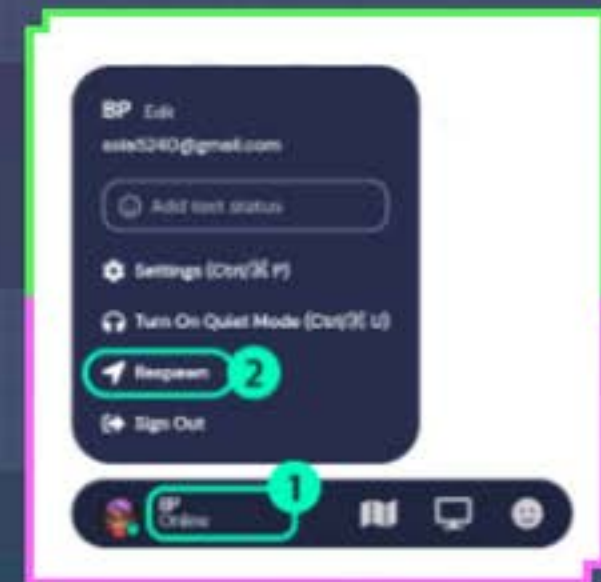 BP Edit
Add text status
Settings (Ctrl/⌘ P)
Turn On Quiet Mode (Ctrl/⌘ U)
Respawn
2
Sign Out
1
BP
Online